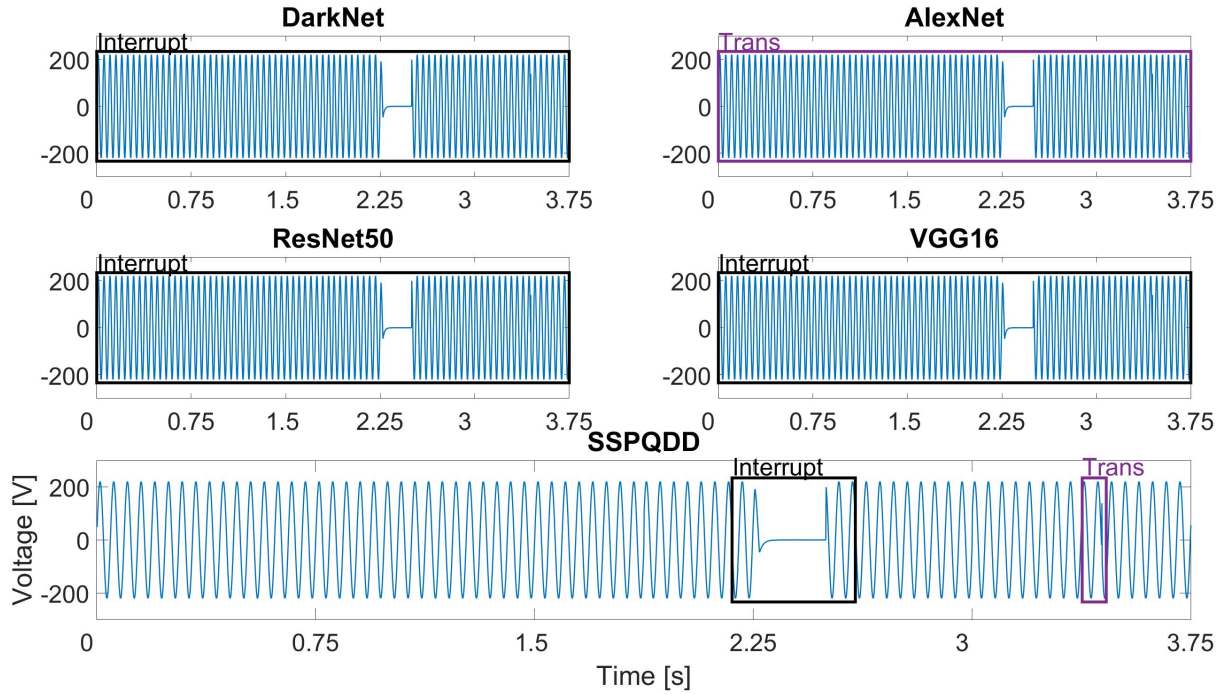 DarkNet
Interrupt
200
0
-200
0 0.75 1.5 2.25 3 3.75
AlexNet
Trans
200
0
-200
0 0.75 1.5 2.25 3 3.75
ResNet50
Interrupt
200
0
-200
0 0.75 1.5 2.25 3 3.75
VGG16
Interrupt
200
0
-200
0 0.75 1.5 2.25 3 3.75
SSPQDD
Interrupt Trans
Voltage [V]
200
0
-200
0 0.75 1.5 2.25 3 3.75
Time [s]